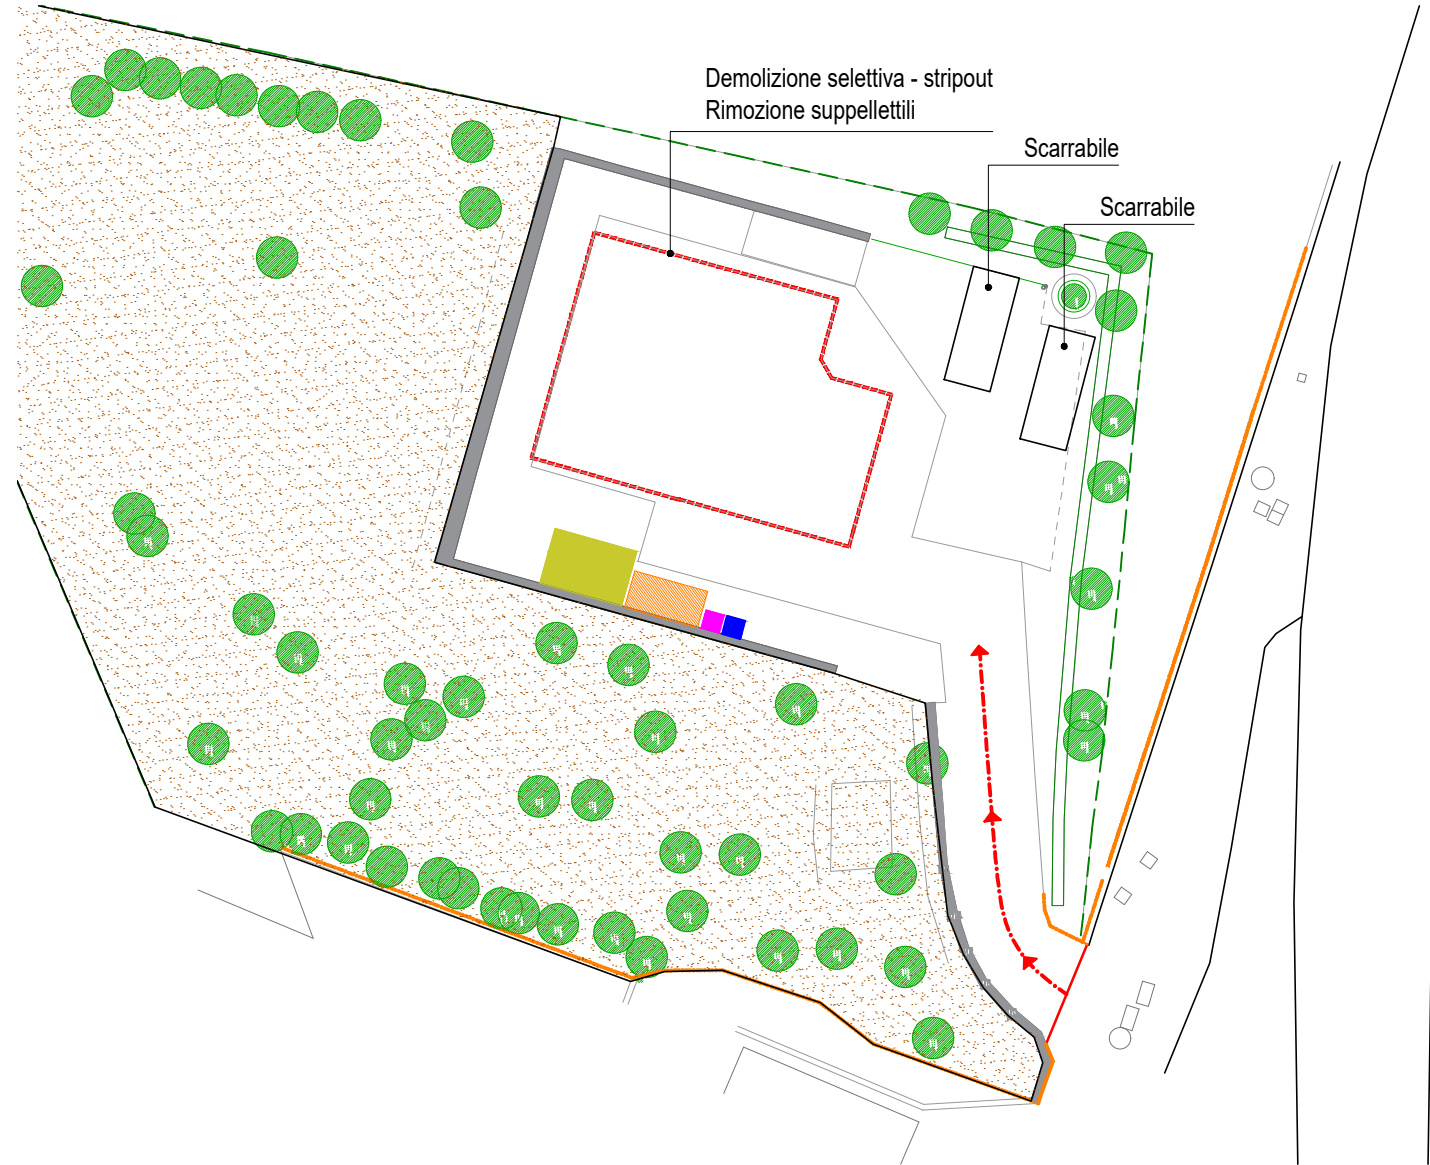 Demolizione selettiva - stripout
Rimozione suppellettili
Scarrabile
Scarrabile